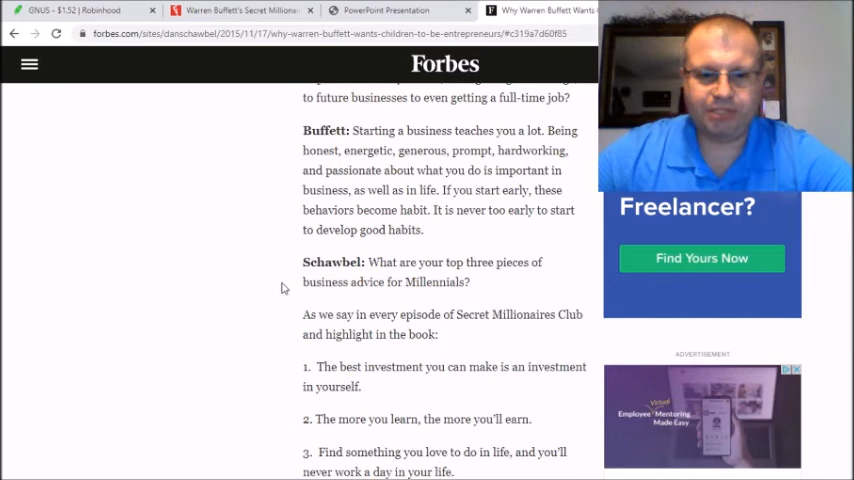 GNUS - $1.52 | Robinhood
Warren Buffett's Secret Millionai
PowerPoint Presentation
Why Warren Buffett Wants
forbes.com/sites/danschawbel/2015/11/17/why-warren-buffett-wants-children-to-be-entrepreneurs/#c319a7d60f85
Forbes
to future businesses to even getting a full-time job?
Buffett: Starting a business teaches you a lot. Being
honest, energetic, generous, prompt, hardworking,
and passionate about what you do is important in
business, as well as in life. If you start early, these
behaviors become habit. It is never too early to start
to develop good habits.
Schawbel: What are your top three pieces of
business advice for Millennials?
As we say in every episode of Secret Millionaires Club
and highlight in the book:
1. The best investment you can make is an investment
in yourself.
2. The more you learn, the more you'll earn.
3. Find something you love to do in life, and you'll
never work a day in your life.
Freelancer?
Find Yours Now
ADVERTISEMENT
Virtual
Employee Mentoring
Made Easy